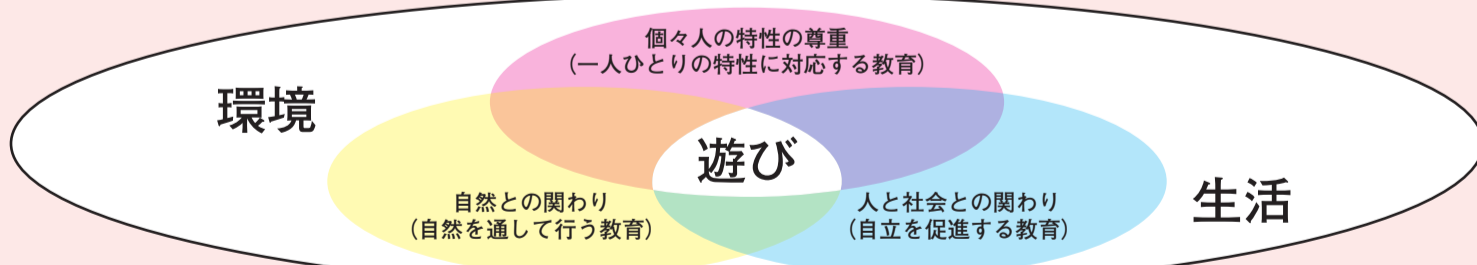 個々人の特性の尊重
（一人ひとりの特性に対応する教育）
環境
遊び
自然との関わり
（自然を通して行う教育）
人と社会との関わり
（自立を促進する教育）
生活